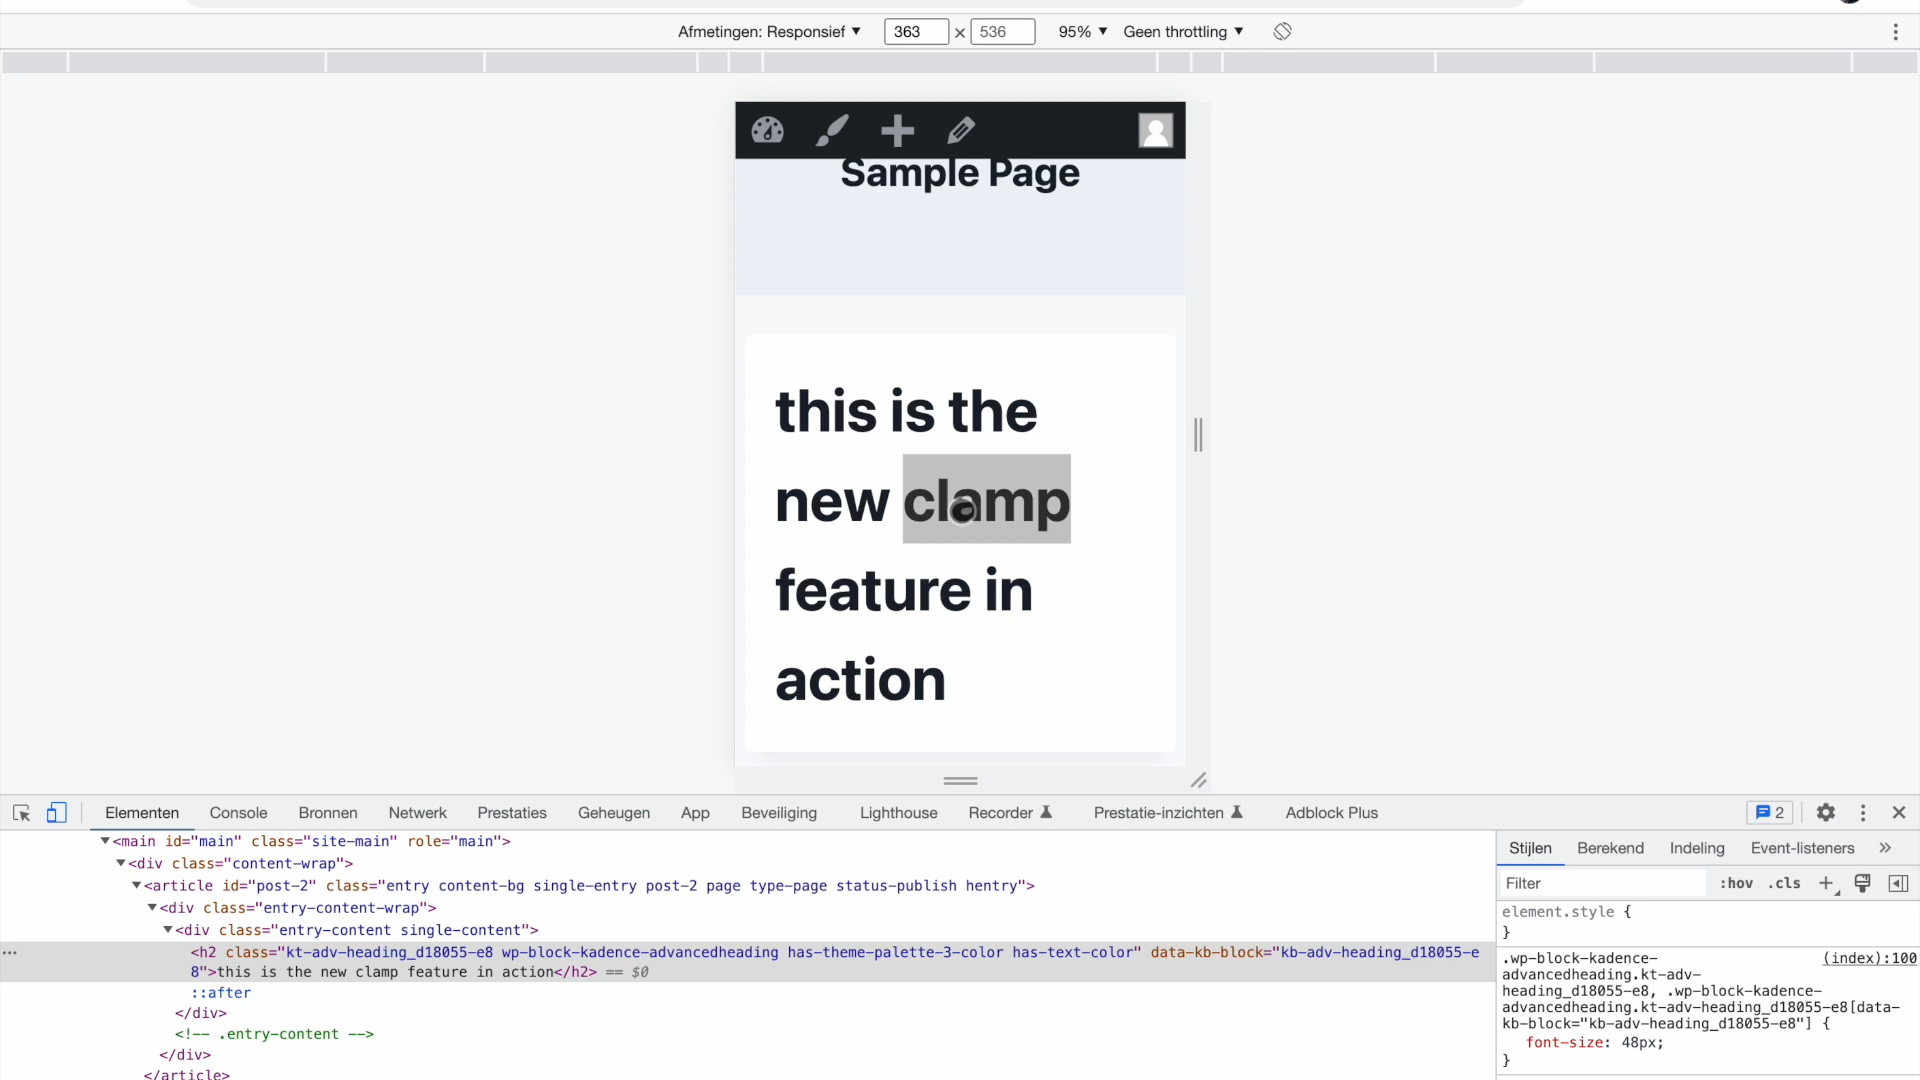 Afmetingen: Responsief ▼ 363 × 536 95% ▼ Geen throttling ▼
Sample Page
this is the
new clamp
feature in
action
Elementen Console Bronnen Netwerk Prestaties Geheugen App Beveiliging Lighthouse Recorder Prestatie-inzichten Adblock Plus 2
<main id="main" class="site-main" role="main">
<div class="content-wrap">
<article id="post-2" class="entry content-bg single-entry post-2 page type-page status-publish hentry">
<div class="entry-content-wrap">
<div class="entry-content single-content">
<h2 class="kt-adv-heading_d18055-e8 wp-block-kadence-advancedheading has-theme-palette-3-color has-text-color" data-kb-block="kb-adv-heading_d18055-e
8">this is the new clamp feature in action</h2> == $0
::after
</div>
<!-- .entry-content -->
</div>
</article>
Stijlen Berekend Indeling Event-listeners »
Filter :hov .cls +
element.style {
}
.wp-block-kadence- (index):100
advancedheading.kt-adv-
heading_d18055-e8, .wp-block-kadence-
advancedheading.kt-adv-heading_d18055-e8[data-
kb-block="kb-adv-heading_d18055-e8"] {
font-size: 48px;
}